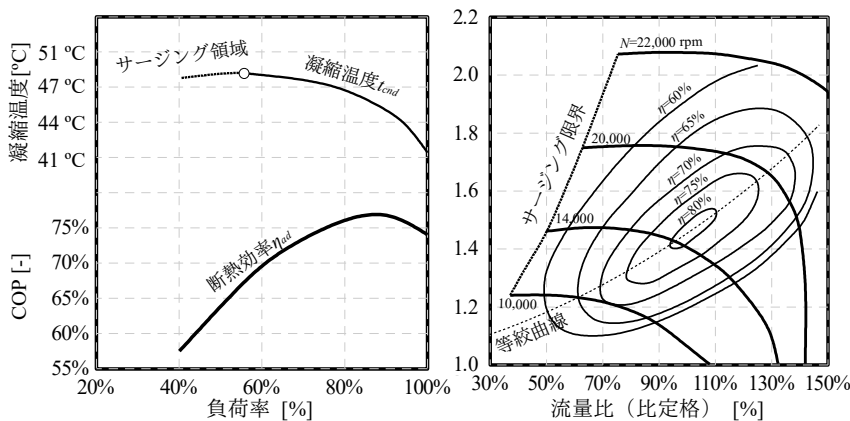 凝縮温度[ºC]
51 ºC
47 ºC
44 ºC
41 ºC
サージング領域
凝縮温度tcnd
COP [-]
75%
70%
65%
60%
55%
断熱効率ηad
20%
40%
60%
80%
100%
負荷率 [%]
2.2
2.0
1.8
1.6
1.4
1.2
1.0
N=22,000 rpm
20,000
14,000
10,000
サージング限界
η=60%
η=65%
η=70%
η=75%
η=80%
等絞曲線
30%
50%
70%
90%
110%
130%
150%
流量比(比定格) [%]